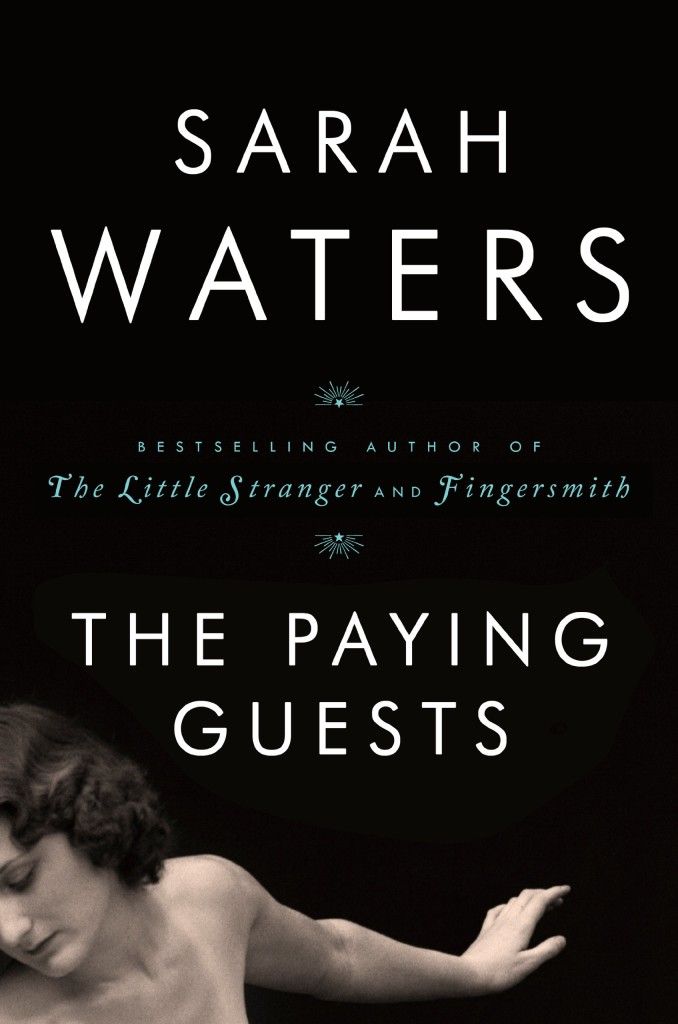 SARAH
WATERS
BESTSELLING AUTHOR OF
The Little Stranger AND Fingersmith
THE PAYING
GUESTS